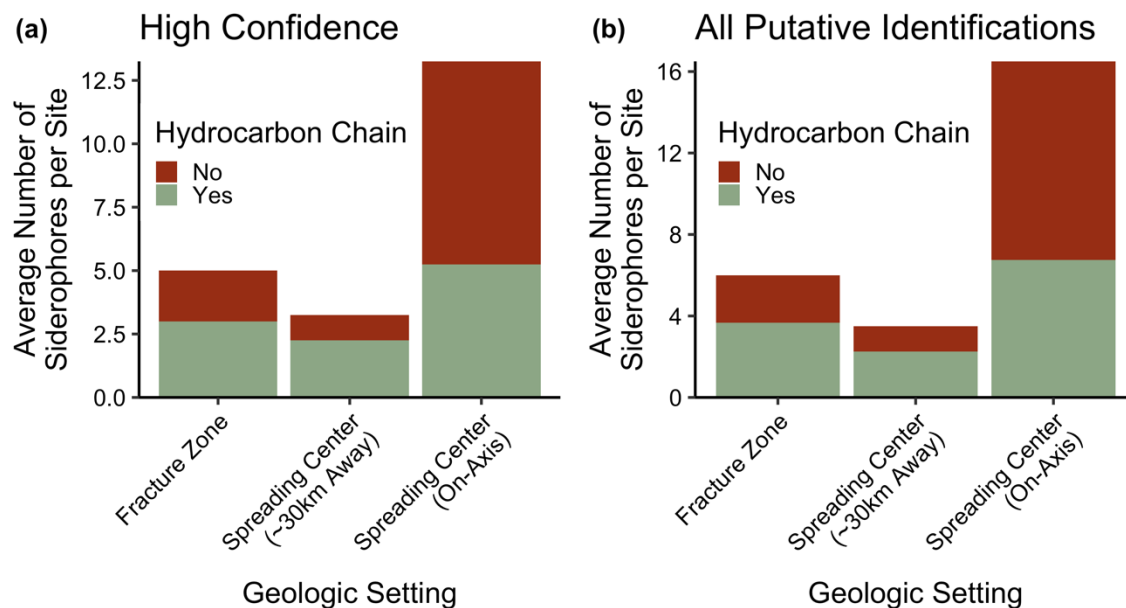 (a) High Confidence
Average Number of
Siderophores per Site
12.5
10.0
7.5
5.0
2.5
0.0
Hydrocarbon Chain
No
Yes
Fracture Zone
Spreading Center
(~30km Away)
Spreading Center
(On-Axis)
Geologic Setting
(b) All Putative Identifications
Average Number of
Siderophores per Site
16
12
8
4
0
Hydrocarbon Chain
No
Yes
Fracture Zone
Spreading Center
(~30km Away)
Spreading Center
(On-Axis)
Geologic Setting